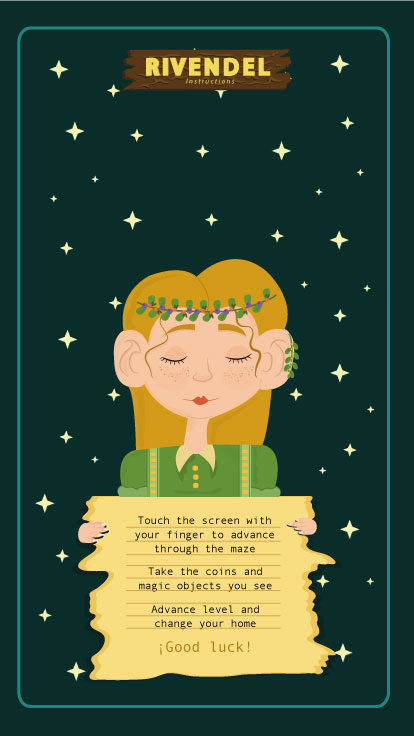 RIVENDEL
Instructions
Touch the screen with
your finger to advance
through the maze
Take the coins and
magic objects you see
Advance level and
change your home
¡Good luck!